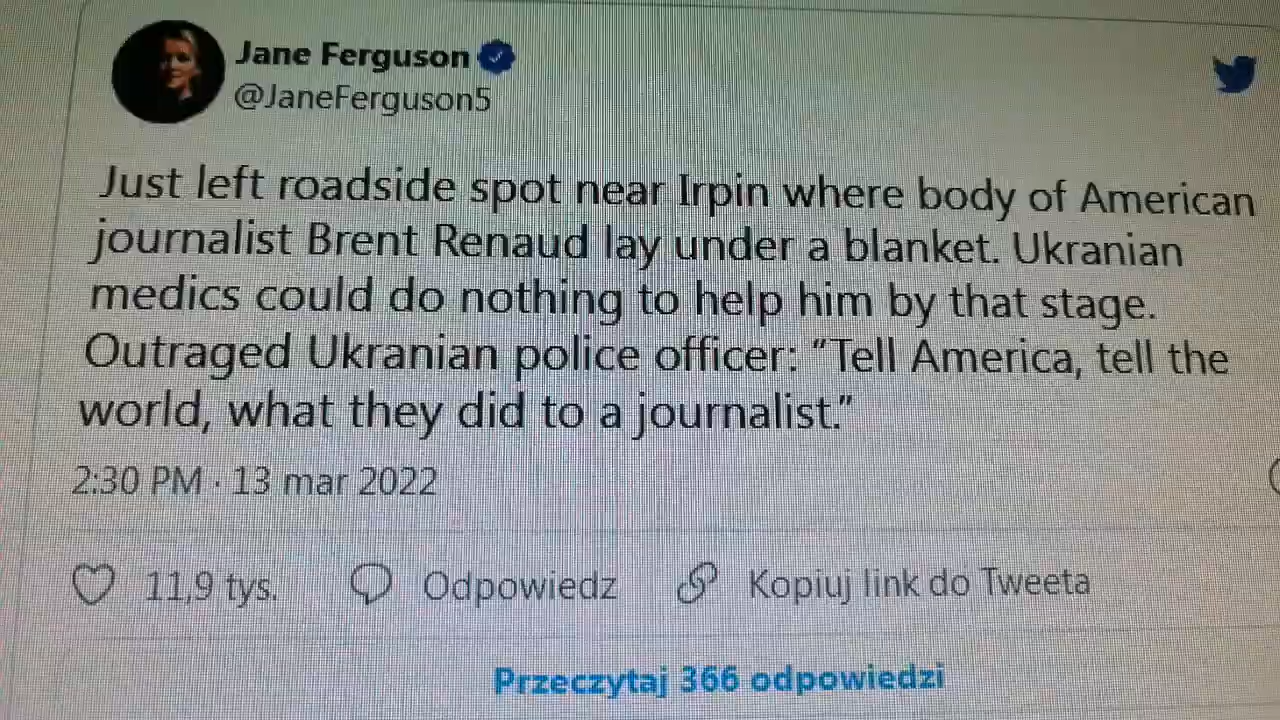 Jane Ferguson
@JaneFerguson5
Just left roadside spot near Irpin where body of American
journalist Brent Renaud lay under a blanket. Ukranian
medics could do nothing to help him by that stage.
Outraged Ukranian police officer: “Tell America, tell the
world, what they did to a journalist.”
2:30 PM · 13 mar 2022
11,9 tys. Odpowiedz Kopiuj link do Tweeta
Przeczytaj 366 odpowiedzi